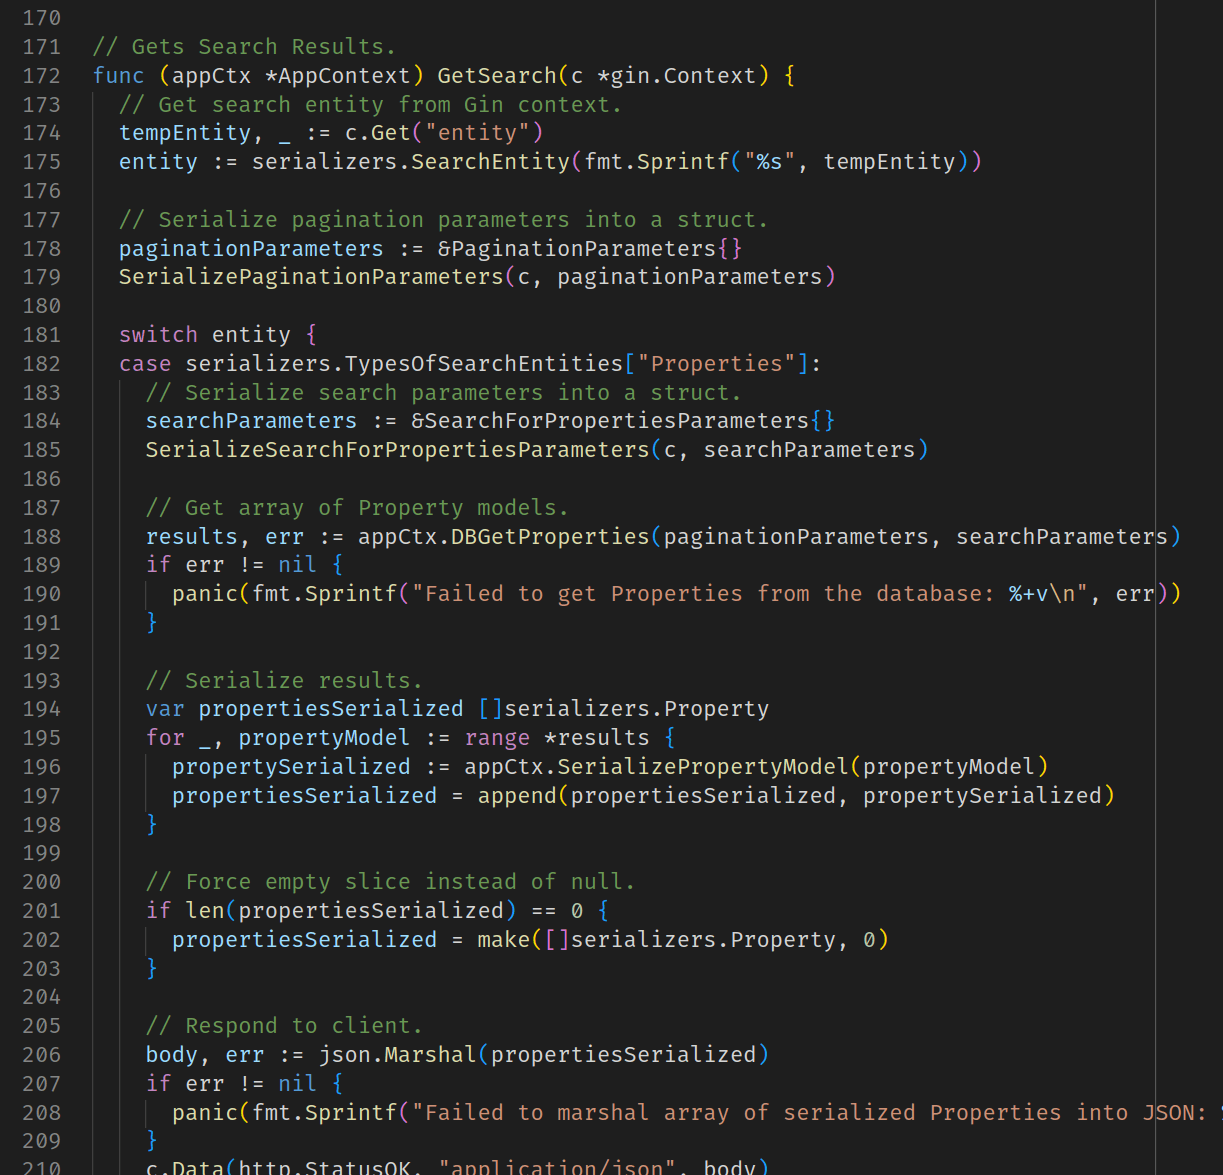 170
171 // Gets Search Results.
172 func (appCtx *AppContext) GetSearch(c *gin.Context) {
173   // Get search entity from Gin context.
174   tempEntity, _ := c.Get("entity")
175   entity := serializers.SearchEntity(fmt.Sprintf("%s", tempEntity))
176
177   // Serialize pagination parameters into a struct.
178   paginationParameters := &PaginationParameters{}
179   SerializePaginationParameters(c, paginationParameters)
180
181   switch entity {
182   case serializers.TypesOfSearchEntities["Properties"]:
183     // Serialize search parameters into a struct.
184     searchParameters := &SearchForPropertiesParameters{}
185     SerializeSearchForPropertiesParameters(c, searchParameters)
186
187     // Get array of Property models.
188     results, err := appCtx.DBGetProperties(paginationParameters, searchParameters)
189     if err != nil {
190       panic(fmt.Sprintf("Failed to get Properties from the database: %+v\n", err))
191     }
192
193     // Serialize results.
194     var propertiesSerialized []serializers.Property
195     for _, propertyModel := range *results {
196       propertySerialized := appCtx.SerializePropertyModel(propertyModel)
197       propertiesSerialized = append(propertiesSerialized, propertySerialized)
198     }
199
200     // Force empty slice instead of null.
201     if len(propertiesSerialized) == 0 {
202       propertiesSerialized = make([]serializers.Property, 0)
203     }
204
205     // Respond to client.
206     body, err := json.Marshal(propertiesSerialized)
207     if err != nil {
208       panic(fmt.Sprintf("Failed to marshal array of serialized Properties into JSON:
209     }
210     c.Data(http.StatusOK, "application/json", body)